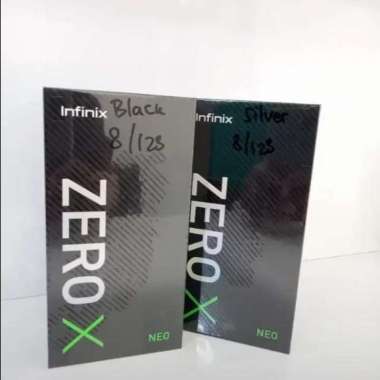 Infinix Black
8/128
ZERO X
NEO
Infinix Silver
8/128
ZERO X
NEO